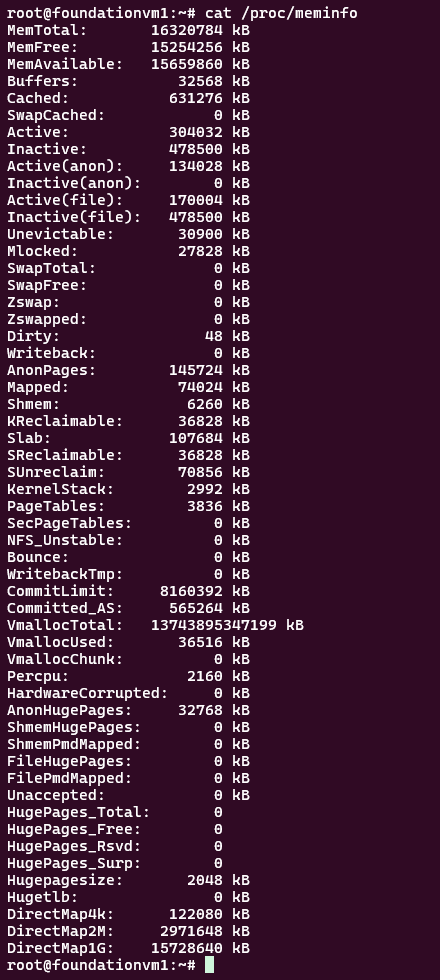 root@foundationvm1:~# cat /proc/meminfo
MemTotal:       16320784 kB
MemFree:        15254256 kB
MemAvailable:   15659860 kB
Buffers:           32568 kB
Cached:           631276 kB
SwapCached:            0 kB
Active:           304032 kB
Inactive:         478500 kB
Active(anon):     134028 kB
Inactive(anon):        0 kB
Active(file):     170004 kB
Inactive(file):   478500 kB
Unevictable:       30900 kB
Mlocked:           27828 kB
SwapTotal:             0 kB
SwapFree:              0 kB
Zswap:                 0 kB
Zswapped:              0 kB
Dirty:                48 kB
Writeback:             0 kB
AnonPages:        145724 kB
Mapped:            74024 kB
Shmem:              6260 kB
KReclaimable:      36828 kB
Slab:             107684 kB
SReclaimable:      36828 kB
SUnreclaim:        70856 kB
KernelStack:        2992 kB
PageTables:         3836 kB
SecPageTables:         0 kB
NFS_Unstable:          0 kB
Bounce:                0 kB
WritebackTmp:          0 kB
CommitLimit:     8160392 kB
Committed_AS:     565264 kB
VmallocTotal:   13743895347199 kB
VmallocUsed:       36516 kB
VmallocChunk:          0 kB
Percpu:             2160 kB
HardwareCorrupted:     0 kB
AnonHugePages:     32768 kB
ShmemHugePages:        0 kB
ShmemPmdMapped:        0 kB
FileHugePages:         0 kB
FilePmdMapped:         0 kB
Unaccepted:            0 kB
HugePages_Total:       0
HugePages_Free:        0
HugePages_Rsvd:        0
HugePages_Surp:        0
Hugepagesize:       2048 kB
Hugetlb:               0 kB
DirectMap4k:      122080 kB
DirectMap2M:     2971648 kB
DirectMap1G:    15728640 kB
root@foundationvm1:~#